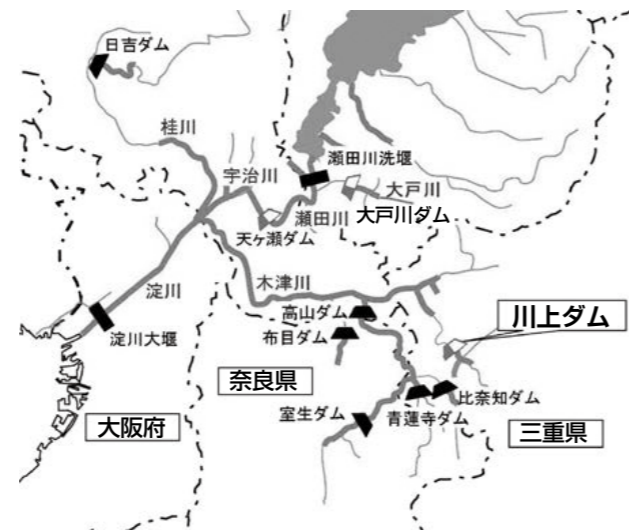 日吉ダム
桂川
宇治川
瀬田川洗堰
大戸川
瀬田川
大戸川ダム
天ヶ瀬ダム
木津川
淀川
高山ダム
川上ダム
淀川大堰
布目ダム
奈良県
比奈知ダム
室生ダム
青蓮寺ダム
大阪府
三重県